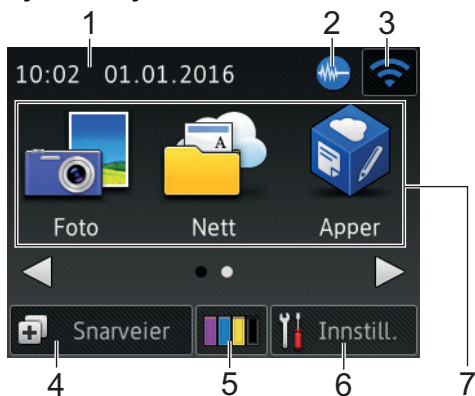 1 2 3
10:02 01.01.2016
A
Foto Nett Apper
Snarveier Innstill.
4 5 6 7